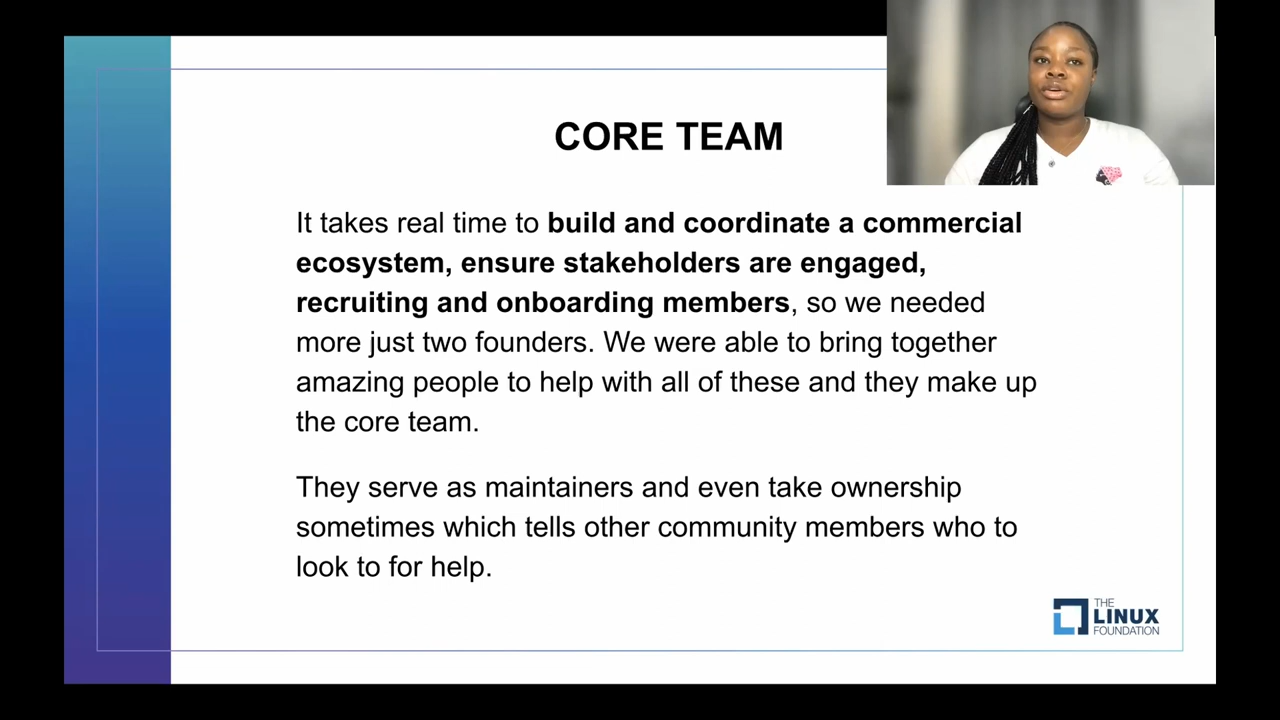 CORE TEAM
It takes real time to build and coordinate a commercial
ecosystem, ensure stakeholders are engaged,
recruiting and onboarding members, so we needed
more just two founders. We were able to bring together
amazing people to help with all of these and they make up
the core team.
They serve as maintainers and even take ownership
sometimes which tells other community members who to
look to for help.
THE
LINUX
FOUNDATION